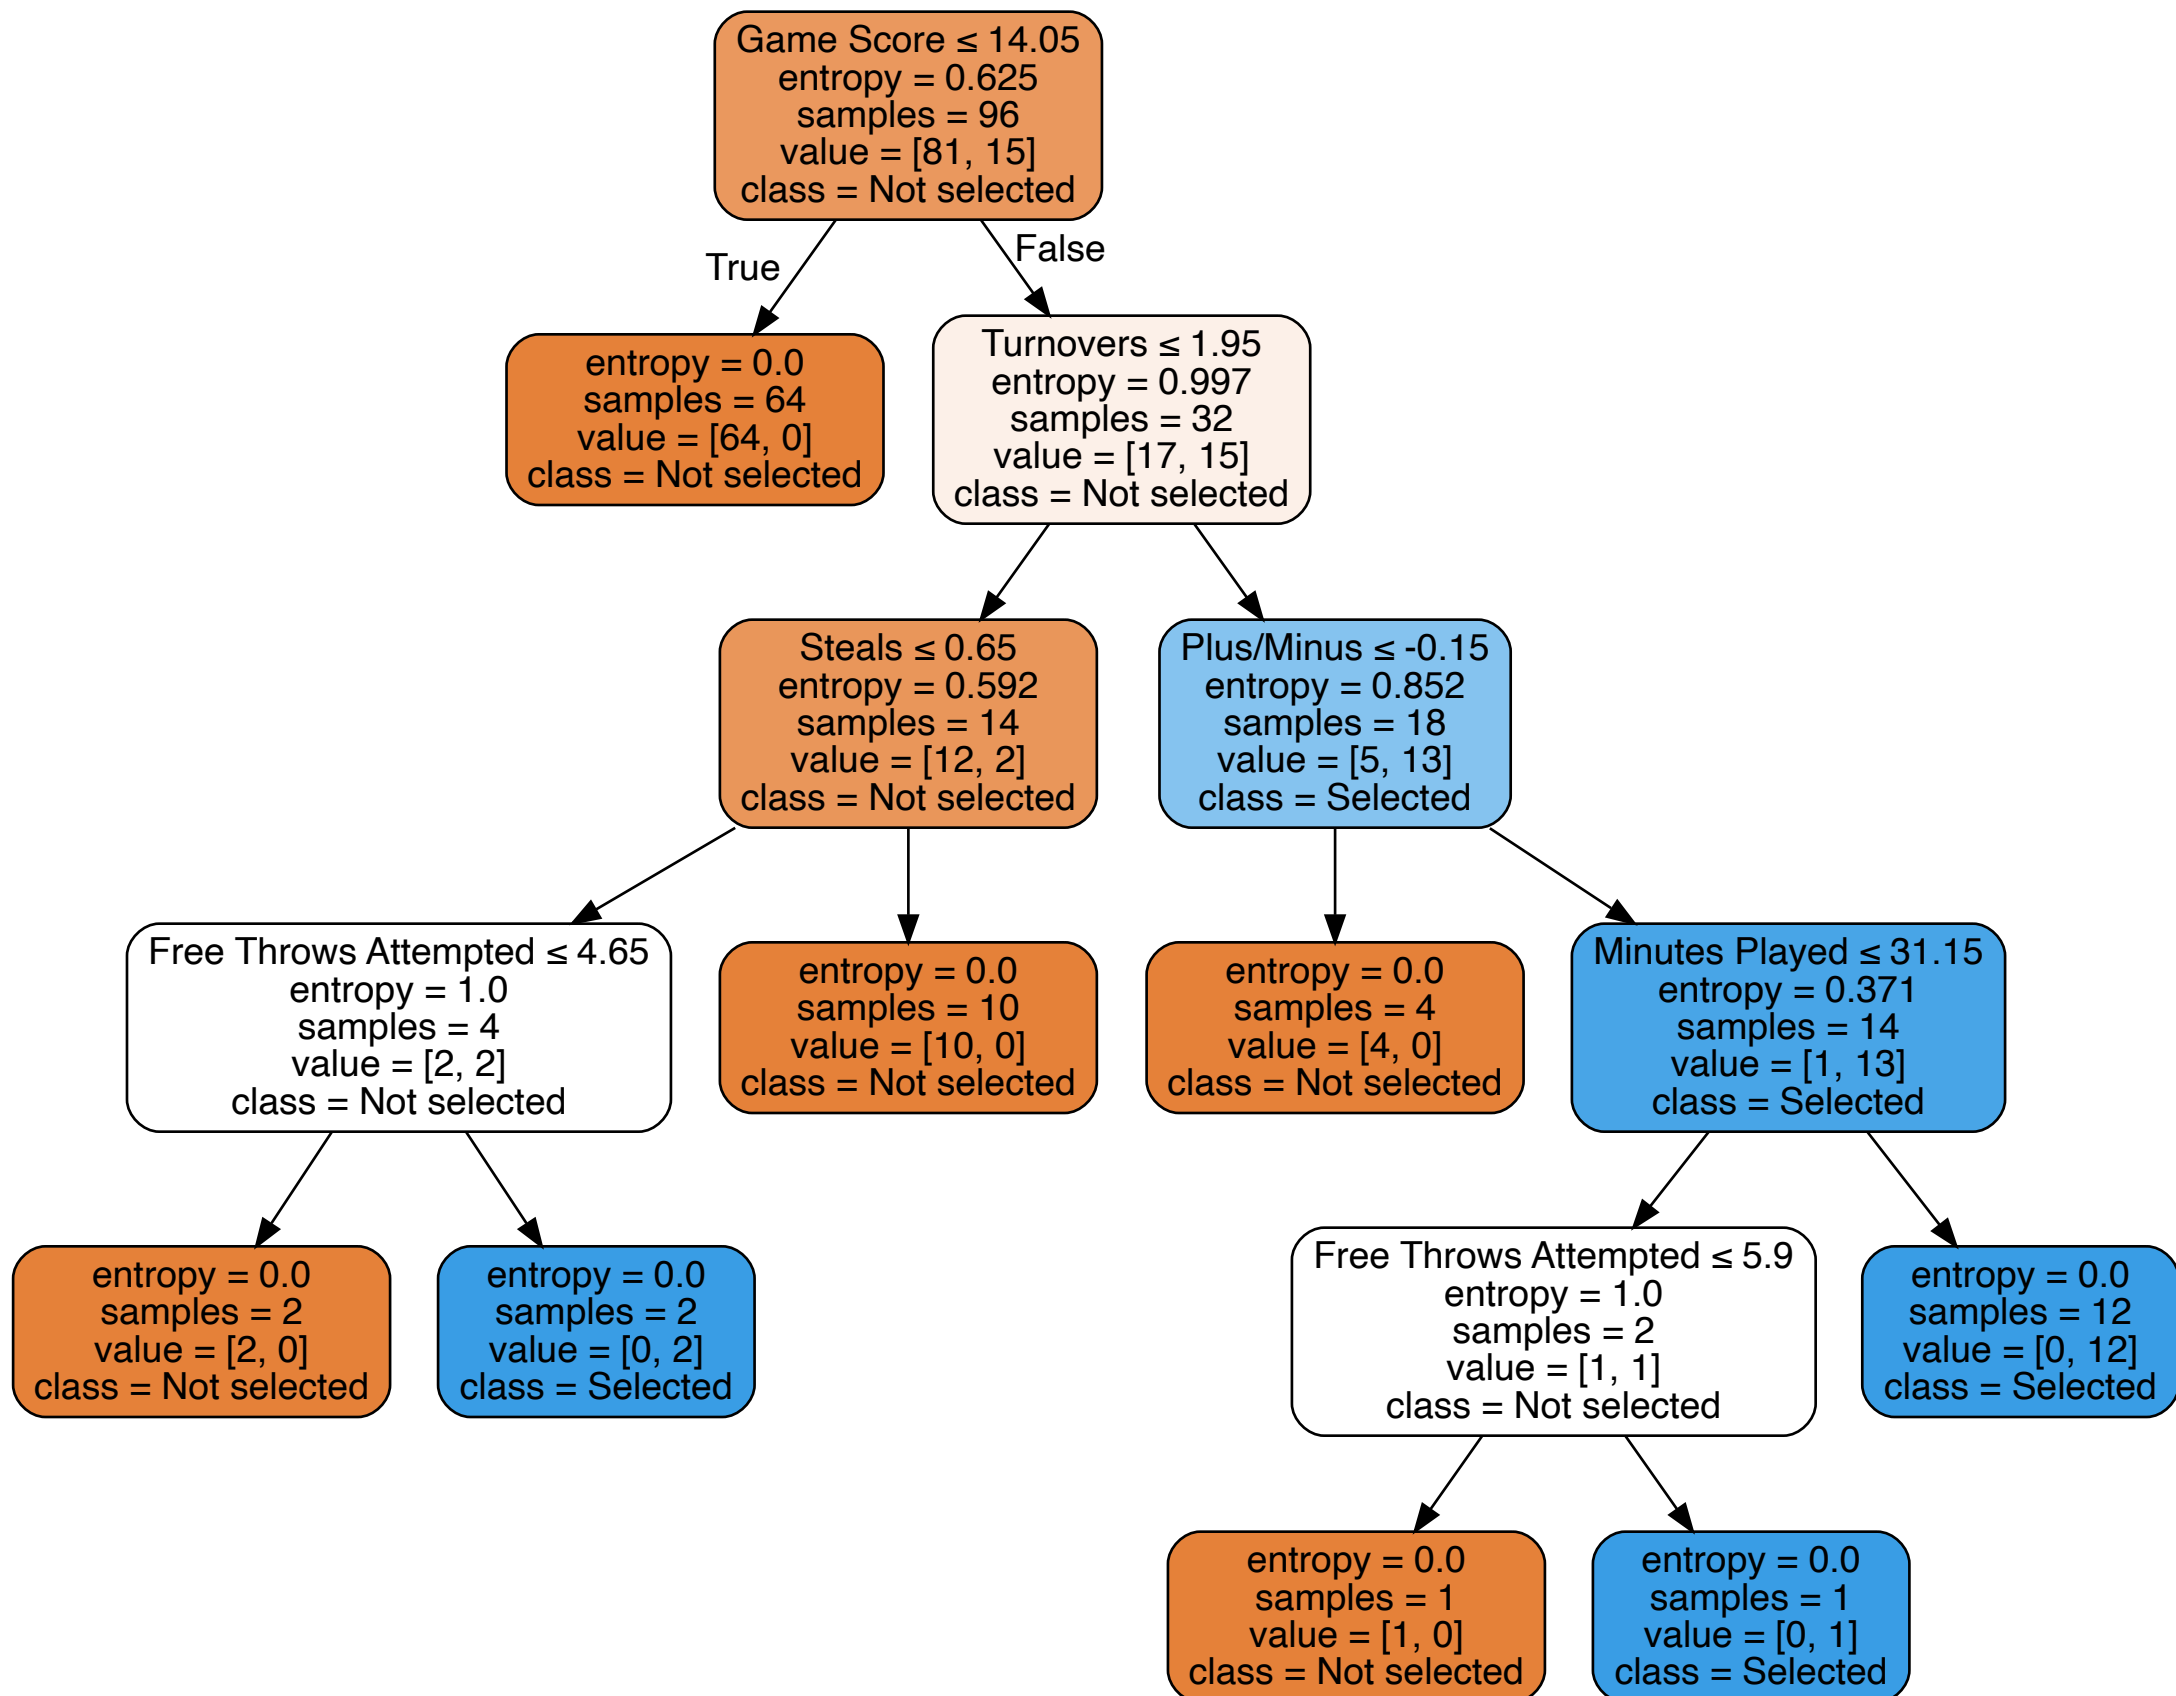 Game Score ≤ 14.05
entropy = 0.625
samples = 96
value = [81, 15]
class = Not selected
True
False
entropy = 0.0
samples = 64
value = [64, 0]
class = Not selected
Turnovers ≤ 1.95
entropy = 0.997
samples = 32
value = [17, 15]
class = Not selected
Steals ≤ 0.65
entropy = 0.592
samples = 14
value = [12, 2]
class = Not selected
Plus/Minus ≤ -0.15
entropy = 0.852
samples = 18
value = [5, 13]
class = Selected
Free Throws Attempted ≤ 4.65
entropy = 1.0
samples = 4
value = [2, 2]
class = Not selected
entropy = 0.0
samples = 10
value = [10, 0]
class = Not selected
entropy = 0.0
samples = 4
value = [4, 0]
class = Not selected
Minutes Played ≤ 31.15
entropy = 0.371
samples = 14
value = [1, 13]
class = Selected
entropy = 0.0
samples = 2
value = [2, 0]
class = Not selected
entropy = 0.0
samples = 2
value = [0, 2]
class = Selected
Free Throws Attempted ≤ 5.9
entropy = 1.0
samples = 2
value = [1, 1]
class = Not selected
entropy = 0.0
samples = 12
value = [0, 12]
class = Selected
entropy = 0.0
samples = 1
value = [1, 0]
class = Not selected
entropy = 0.0
samples = 1
value = [0, 1]
class = Selected